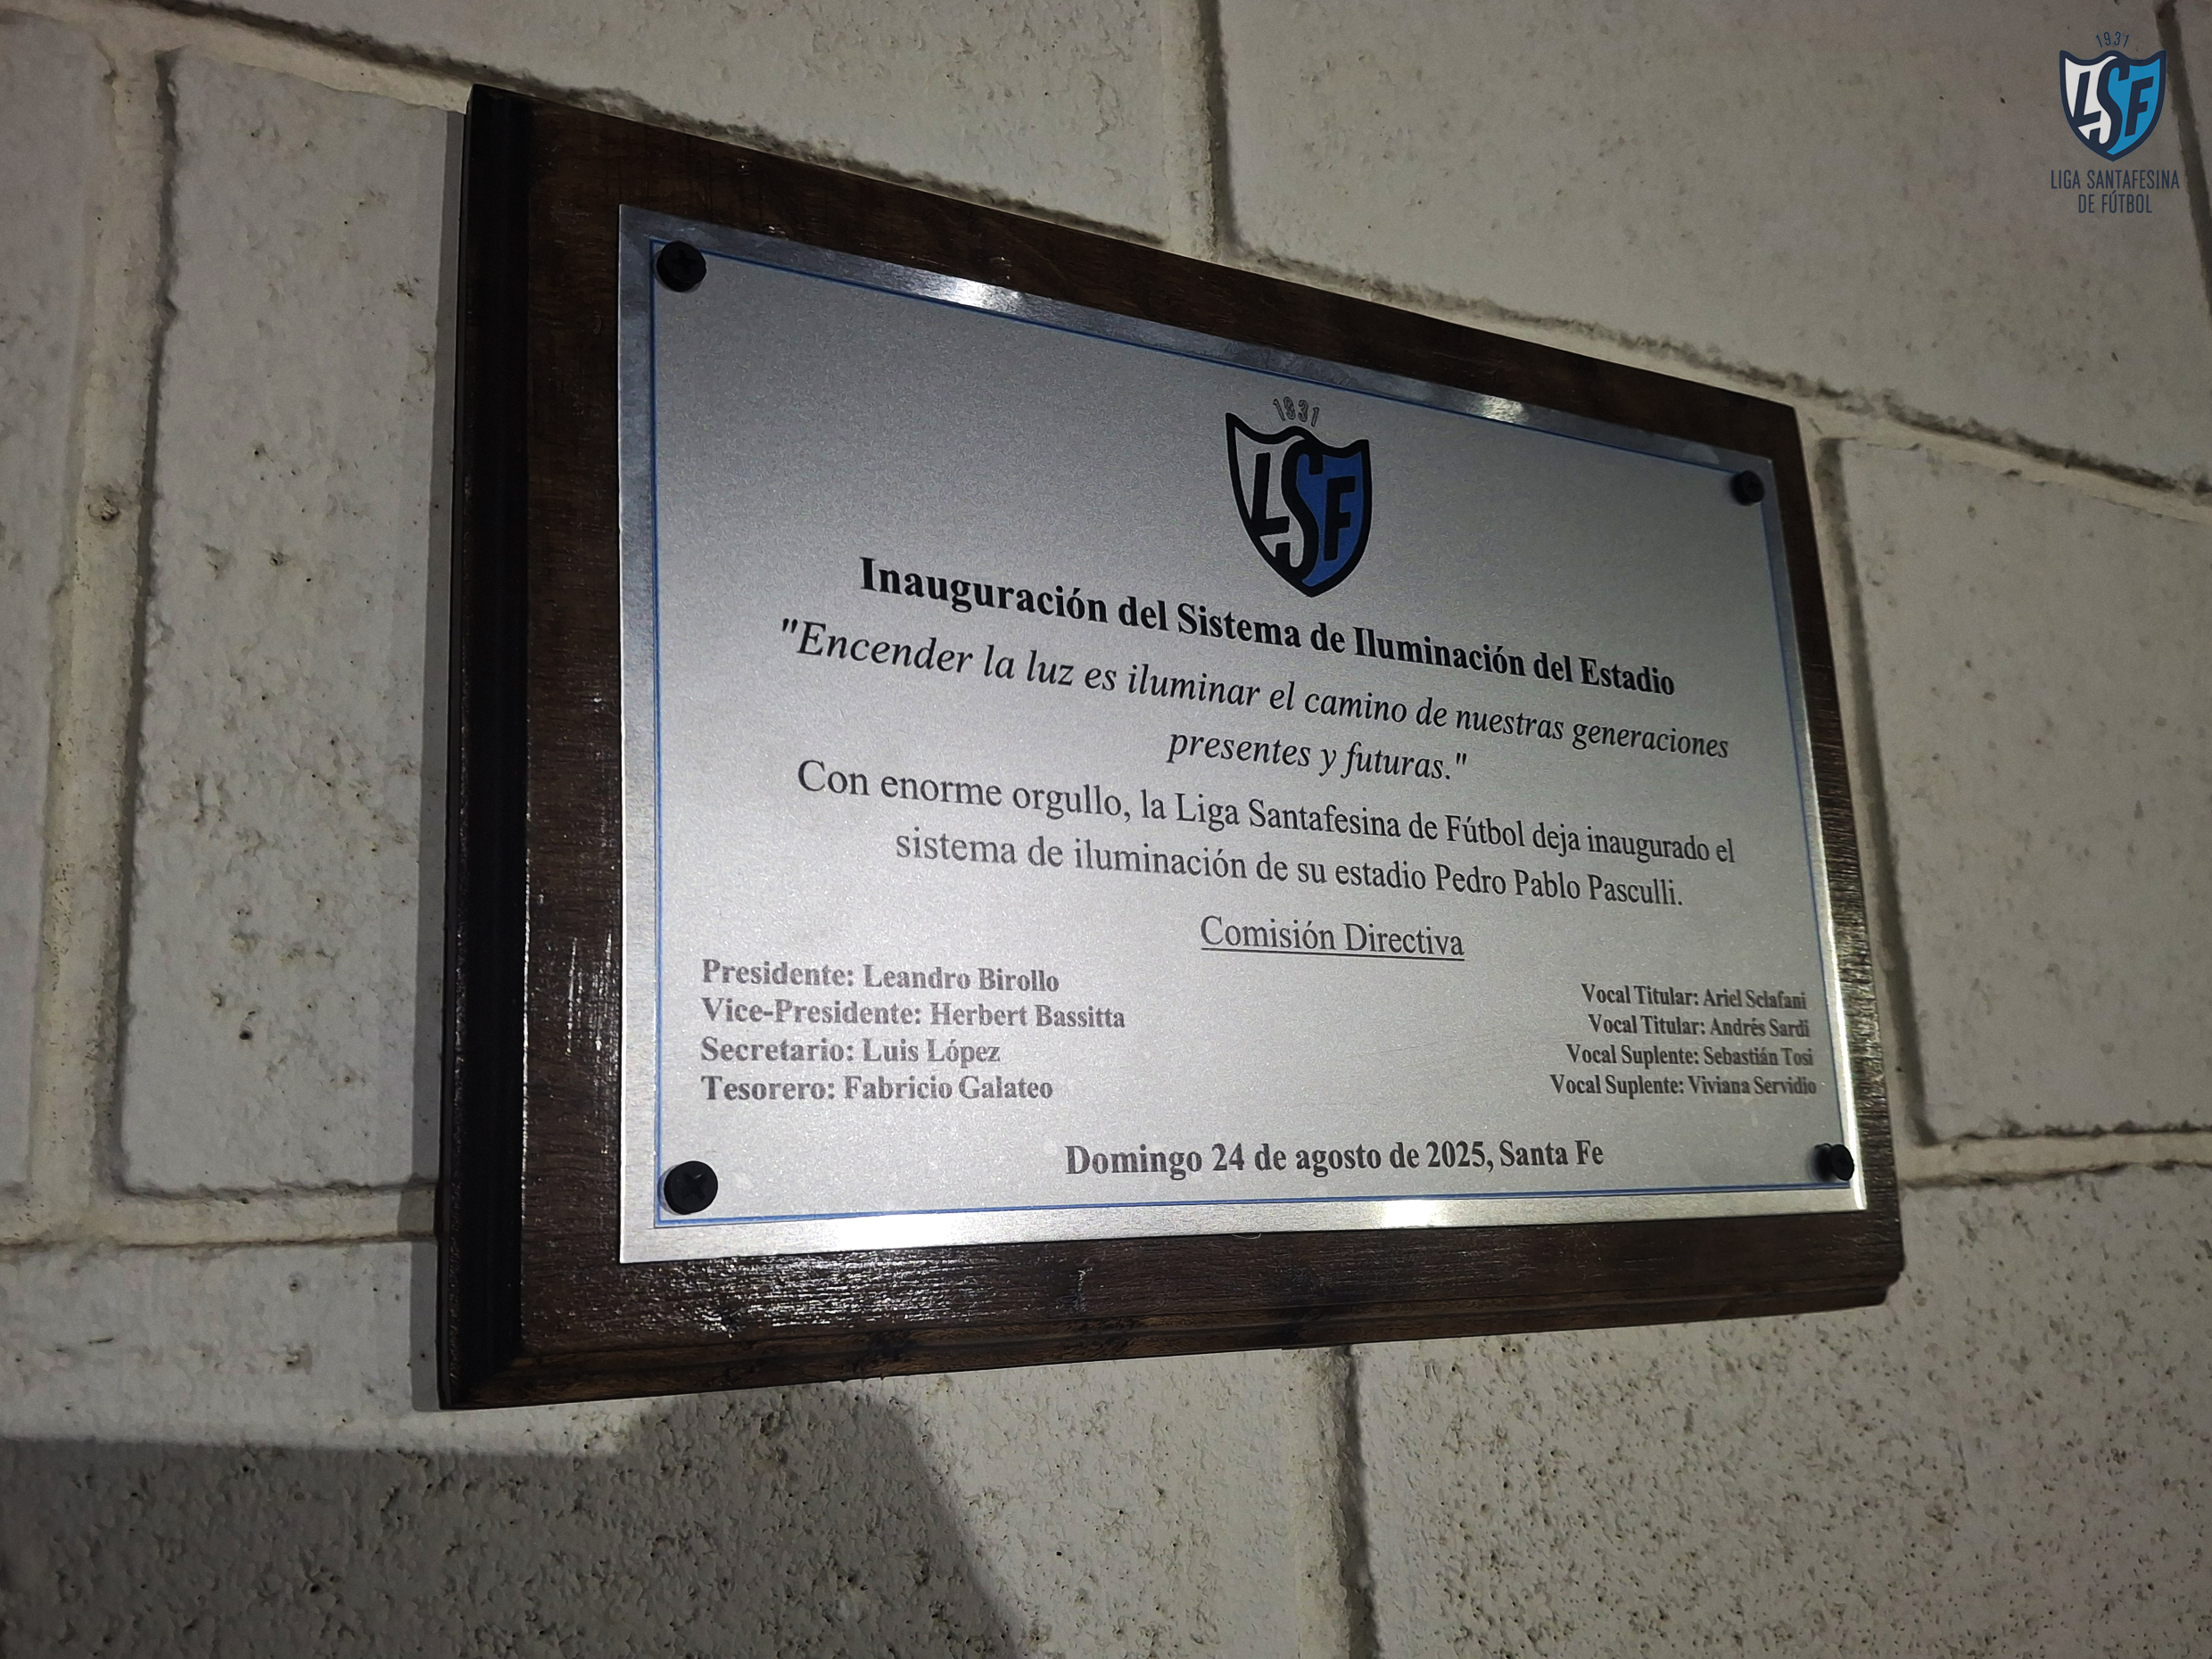 1931
LSF
LIGA SANTAFESINA
DE FÚTBOL
1931
LSF
Inauguración del Sistema de Iluminación del Estadio
"Encender la luz es iluminar el camino de nuestras generaciones
presentes y futuras."
Con enorme orgullo, la Liga Santafesina de Fútbol deja inaugurado el
sistema de iluminación de su estadio Pedro Pablo Pasculli.
Comisión Directiva
Presidente: Leandro Birollo
Vice-Presidente: Herbert Bassitta
Secretario: Luis López
Tesorero: Fabricio Galateo
Vocal Titular: Ariel Sclafani
Vocal Titular: Andrés Sardi
Vocal Suplente: Sebastián Tosi
Vocal Suplente: Viviana Servidio
Domingo 24 de agosto de 2025, Santa Fe